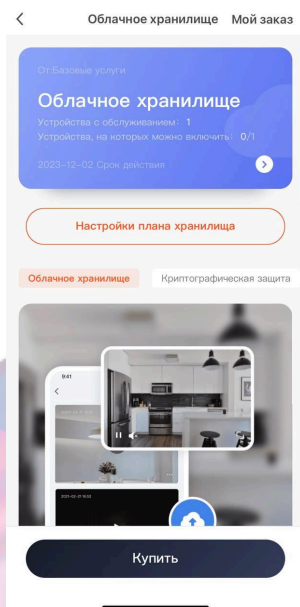 Облачное хранилище Мой заказ
От:Базовые услуги
Облачное хранилище
Устройства с обслуживанием: 1
Устройства, на которых можно включить: 0/1
2023-12-02 Срок действия
Настройки плана хранилища
Облачное хранилище Криптографическая защита
9:41
Купить